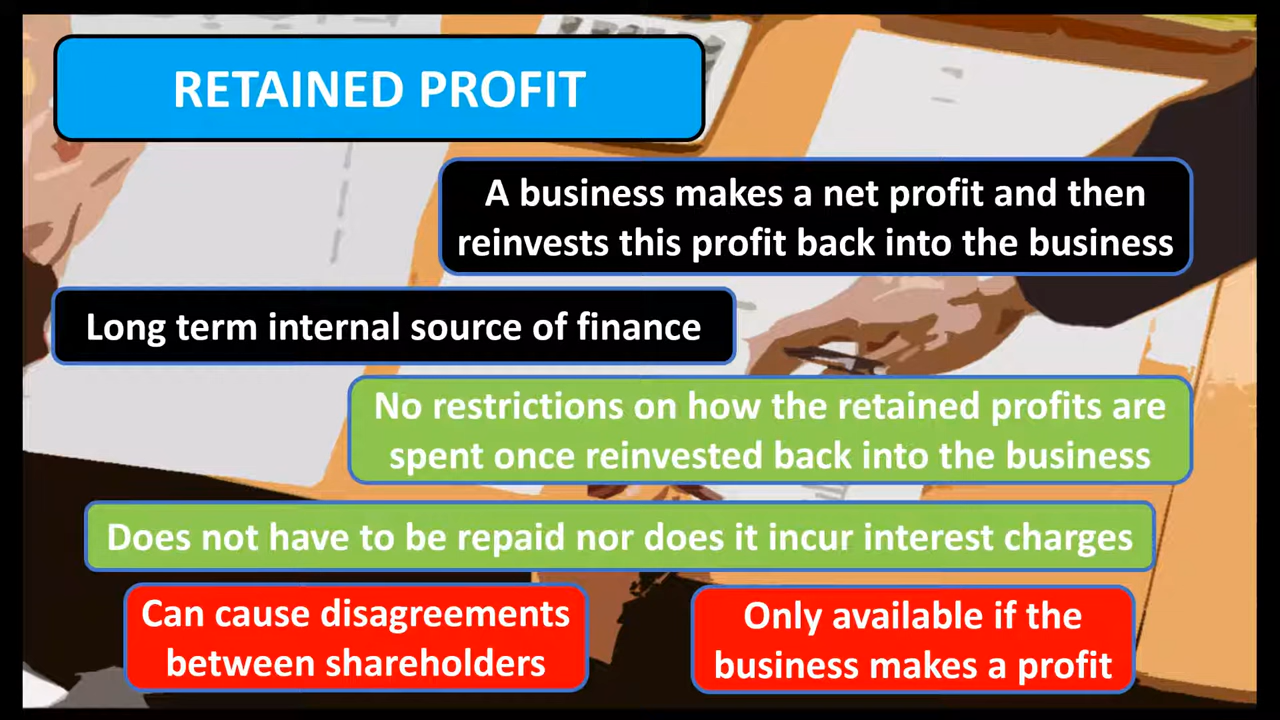 RETAINED PROFIT
A business makes a net profit and then
reinvests this profit back into the business
Long term internal source of finance
No restrictions on how the retained profits are
spent once reinvested back into the business
Does not have to be repaid nor does it incur interest charges
Can cause disagreements
between shareholders
Only available if the
business makes a profit